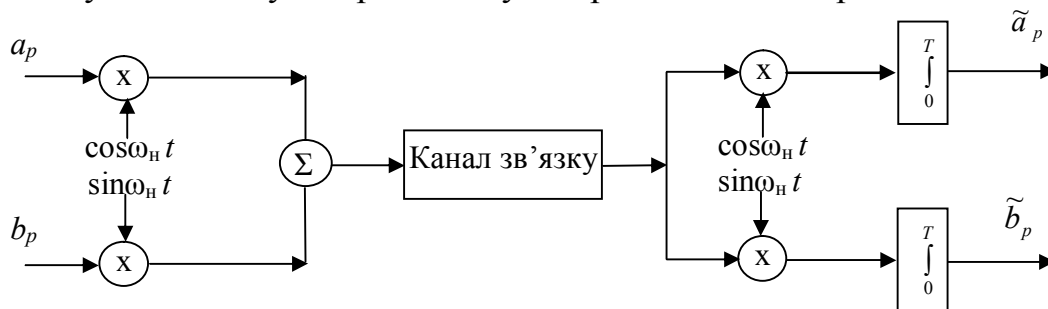 a_p
x
cosω_н t
sinω_н t
b_p
x
Σ
Канал зв’язку
x
cosω_н t
sinω_н t
x
T
∫
0
ã_p
T
∫
0
b̃_p